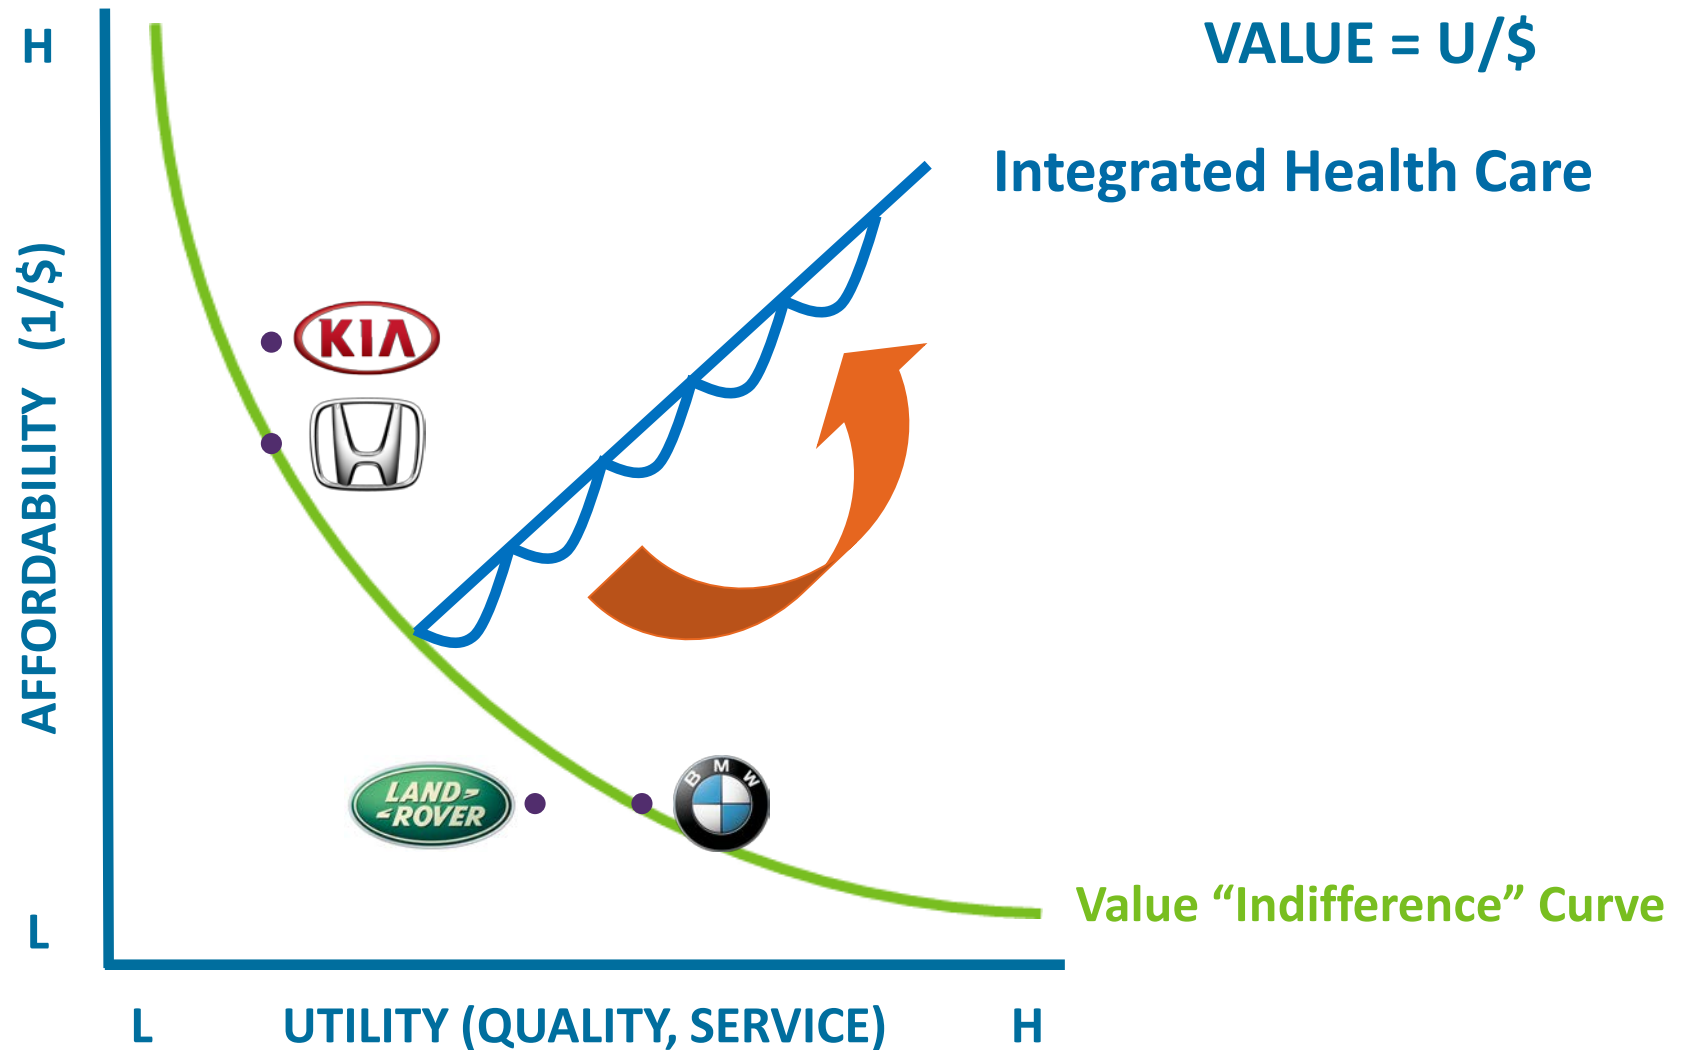 H
VALUE = U/$
Integrated Health Care
AFFORDABILITY (1/$)
KIA
LAND-
-ROVER
BMW
Value “Indifference” Curve
L
L
UTILITY (QUALITY, SERVICE)
H